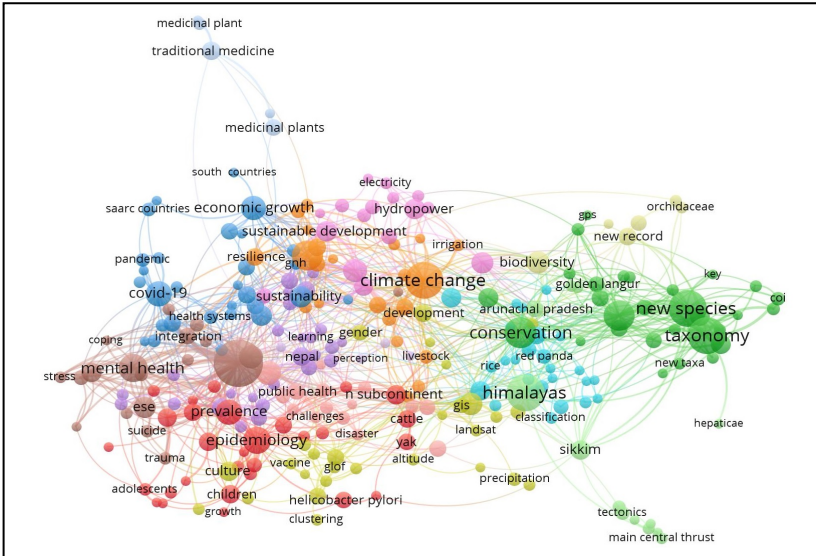 medicinal plant
traditional medicine
medicinal plants
south countries
electricity
saarc countries
economic growth
hydropower
gps
orchidaceae
sustainable development
new record
irrigation
resilience
gnh
pandemic
biodiversity
key
climate change
golden langur
covid-19
sustainability
coi
development
arunachal pradesh
new species
health systems
coping
integration
learning
gender
conservation
taxonomy
nepal
perception
livestock
red panda
rice
new taxa
mental health
stress
public health
n subcontinent
himalayas
ese
prevalence
challenges
cattle
gis
classification
suicide
epidemiology
disaster
landsat
hepaticae
yak
trauma
altitude
sikkim
culture
vaccine
glof
precipitation
adolescents
children
helicobacter pylori
growth
clustering
tectonics
main central thrust